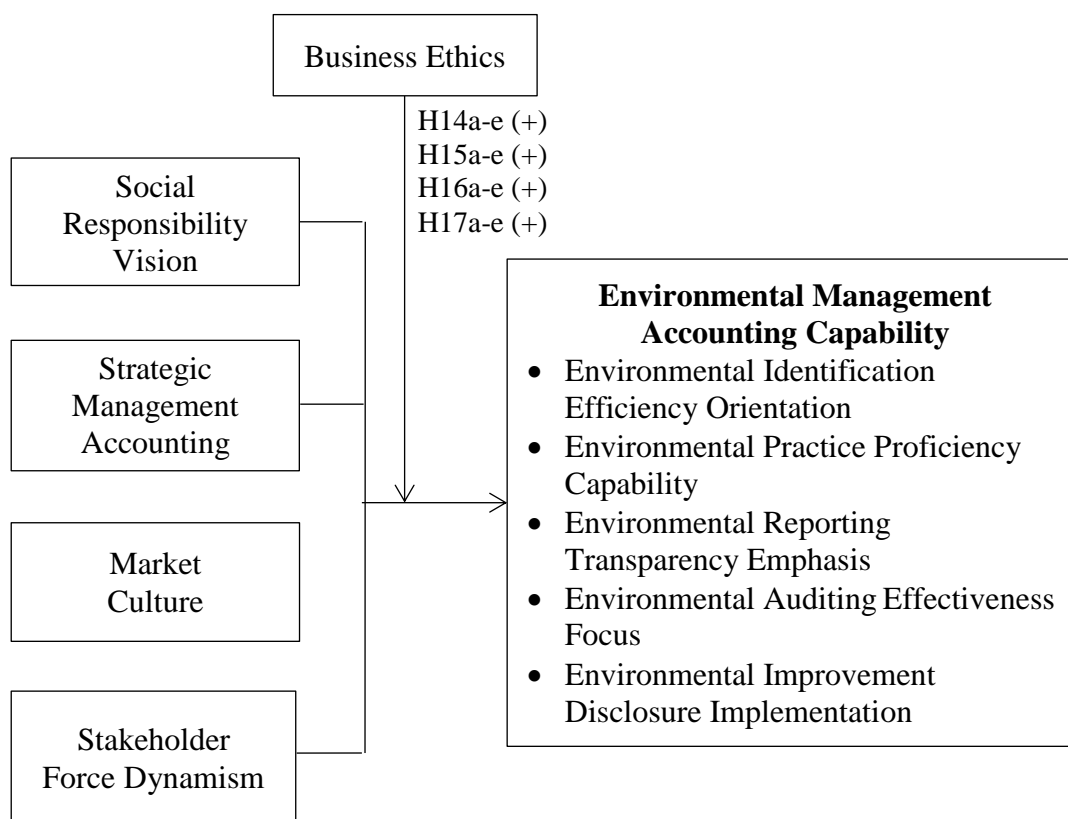 Business Ethics
H14a-e (+)
H15a-e (+)
H16a-e (+)
H17a-e (+)
Social
Responsibility
Vision
Strategic
Management
Accounting
Market
Culture
Stakeholder
Force Dynamism
Environmental Management
Accounting Capability
• Environmental Identification
Efficiency Orientation
• Environmental Practice Proficiency
Capability
• Environmental Reporting
Transparency Emphasis
• Environmental Auditing Effectiveness
Focus
• Environmental Improvement
Disclosure Implementation